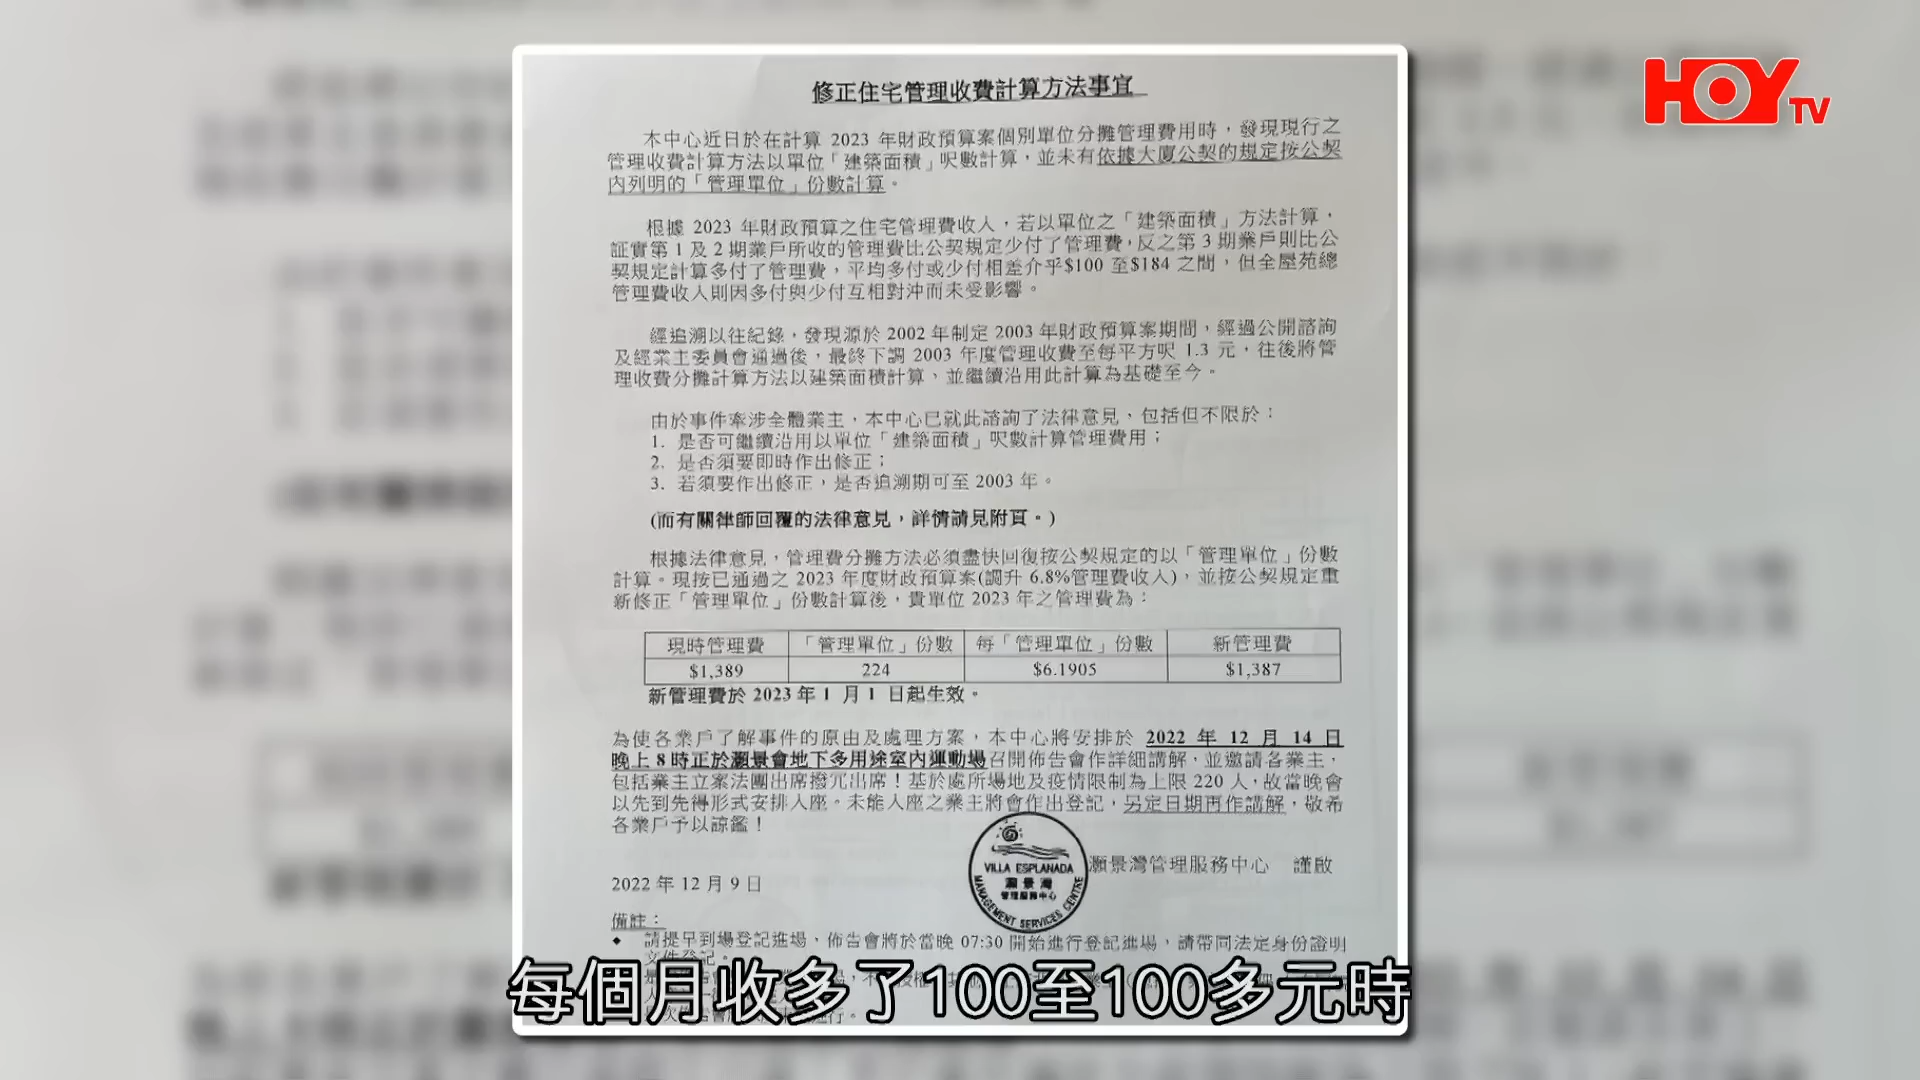 HOY TV
修正住宅管理收費計算方法事宜
本中心近日於在計算 2023 年財政預算案個別單位分攤管理費用時，發現現行之
管理收費計算方法以單位「建築面積」呎數計算，並未有依據大廈公契的規定按公契
內列明的「管理單位」份數計算。
根據 2023 年財政預算之住宅管理費收入，若以單位之「建築面積」方法計算，
証實第 1 及 2 期業戶所收的管理費比公契規定少付了管理費，反之第 3 期業戶則比公
契規定計算多付了管理費，平均多付或少付相差介乎$100 至$184 之間，但全屋苑總
管理費收入則因多付與少付互相對沖而未受影響。
經追溯以往紀錄，發現源於 2002 年制定 2003 年財政預算案期間，經過公開諮詢
及經業主委員會通過後，最終下調 2003 年度管理收費至每平方呎 1.3 元，往後將管
理收費分攤計算方法以建築面積計算，並繼續沿用此計算為基礎至今。
由於事件牽涉全體業主，本中心已就此諮詢了法律意見，包括但不限於：
1. 是否可繼續沿用以單位「建築面積」呎數計算管理費用；
2. 是否須要即時作出修正；
3. 若須要作出修正，是否追溯期可至 2003 年。
(而有關律師回覆的法律意見，詳情請見附頁。)
根據法律意見，管理費分攤方法必須盡快回復按公契規定的以「管理單位」份數
計算。現按已通過之 2023 年度財政預算案(調升 6.8%管理費收入)，並按公契規定重
新修正「管理單位」份數計算後，貴單位 2023 年之管理費為：
現時管理費 「管理單位」份數 每「管理單位」份數 新管理費
$1,389 224 $6.1905 $1,387
新管理費於 2023 年 1 月 1 日起生效。
為使各業戶了解事件的原由及處理方案，本中心將安排於 2022 年 12 月 14 日
晚上 8 時正於灝景會地下多用途室內運動場召開佈告會作詳細講解，並邀請各業主，
包括業主立案法團出席撥冗出席！基於處所場地及疫情限制為上限 220 人，故當晚會
以先到先得形式安排入座。未能入座之業主將會作出登記，另定日期再作講解，敬希
各業戶予以諒鑑！
VILLA ESPLANADA
灝景灣
管理服務中心
MANAGEMENT SERVICES CENTRE
灝景灣管理服務中心 謹啟
2022 年 12 月 9 日
備註：
◆ 請提早到場登記進場，佈告會將於當晚 07:30 開始進行登記進場，請帶同法定身份證明
文件登記。
每個月收多了100至100多元時